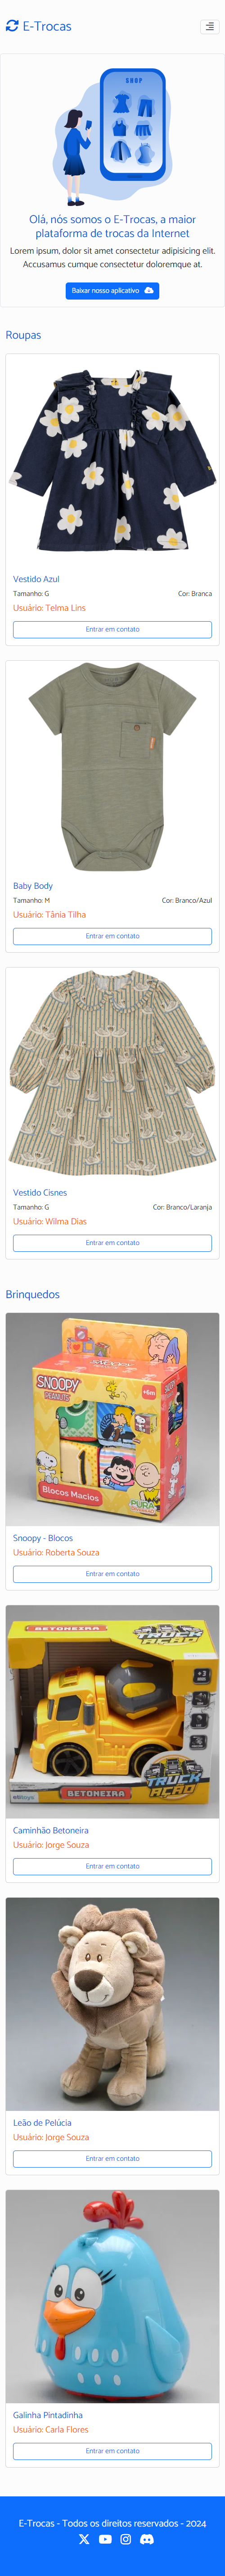 E-Trocas
SHOP
Olá, nós somos o E-Trocas, a maior
plataforma de trocas da Internet
Lorem ipsum, dolor sit amet consectetur adipisicing elit.
Accusamus cumque consectetur doloremque at.
Baixar nosso aplicativo
Roupas
Vestido Azul
Tamanho: G Cor: Branca
Usuário: Telma Lins
Entrar em contato
Baby Body
Tamanho: M Cor: Branco/Azul
Usuário: Tânia Tilha
Entrar em contato
Vestido Cisnes
Tamanho: G Cor: Branco/Laranja
Usuário: Wilma Dias
Entrar em contato
Brinquedos
SNOOPY
PEANUTS
+6m
1
Blocos Macios
PURA
Snoopy - Blocos
Usuário: Roberta Souza
Entrar em contato
BETONEIRA
BETONEIRA
TRUCK
Caminhão Betoneira
Usuário: Jorge Souza
Entrar em contato
Leão de Pelúcia
Usuário: Jorge Souza
Entrar em contato
Galinha Pintadinha
Usuário: Carla Flores
Entrar em contato
E-Trocas - Todos os direitos reservados - 2024